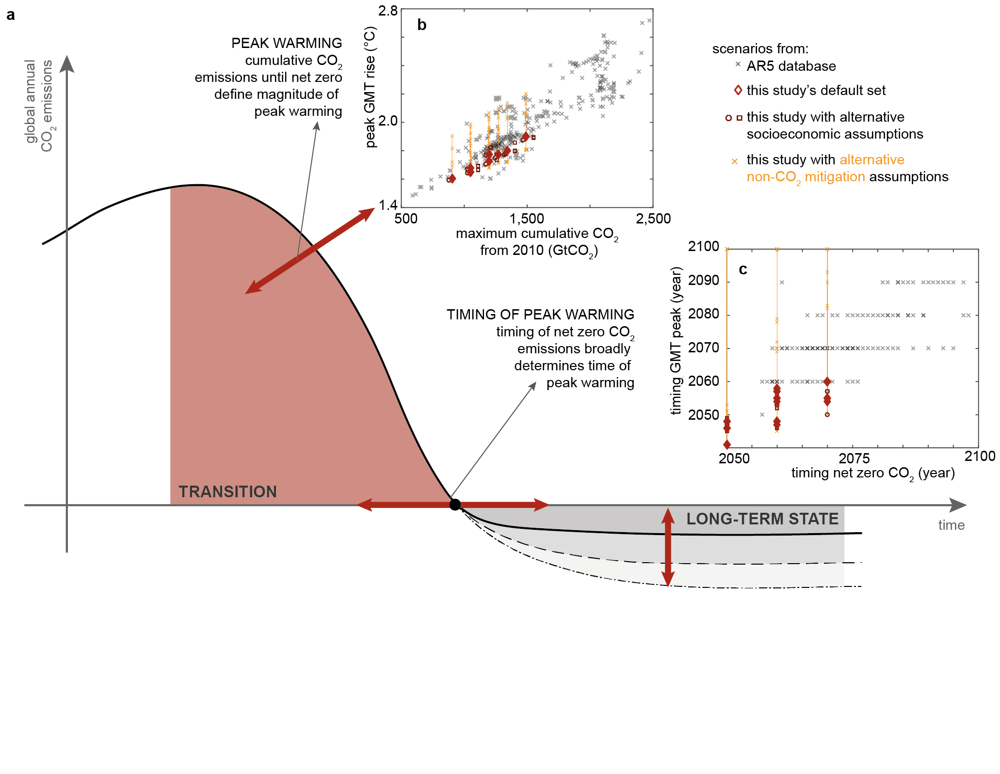 a
global annual
CO2 emissions
PEAK WARMING
cumulative CO2
emissions until net zero
define magnitude of
peak warming
b
peak GMT rise (°C)
2.8
2.0
1.4
500
1,500
2,500
maximum cumulative CO2
from 2010 (GtCO2)
scenarios from:
AR5 database
this study's default set
this study with alternative
socioeconomic assumptions
this study with alternative
non-CO2 mitigation assumptions
TIMING OF PEAK WARMING
timing of net zero CO2
emissions broadly
determines time of
peak warming
c
timing GMT peak (year)
2100
2090
2080
2070
2060
2050
2050
2075
2100
timing net zero CO2 (year)
TRANSITION
LONG-TERM STATE
time